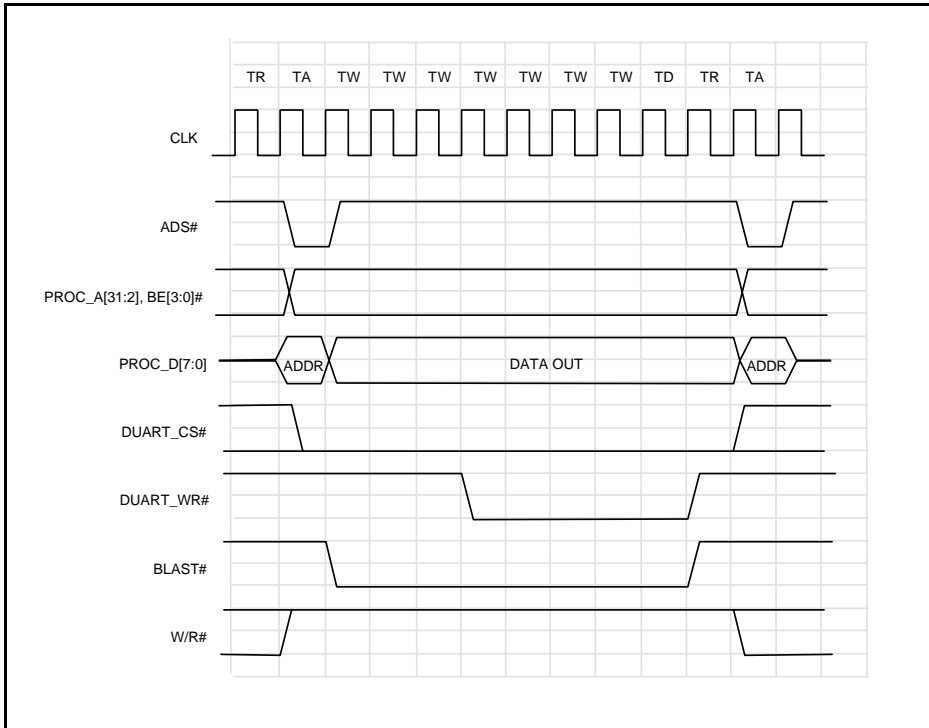 TR TA TW TW TW TW TW TW TW TD TR TA
CLK
ADS#
PROC_A[31:2], BE[3:0]#
PROC_D[7:0] ADDR DATA OUT ADDR
DUART_CS#
DUART_WR#
BLAST#
W/R#